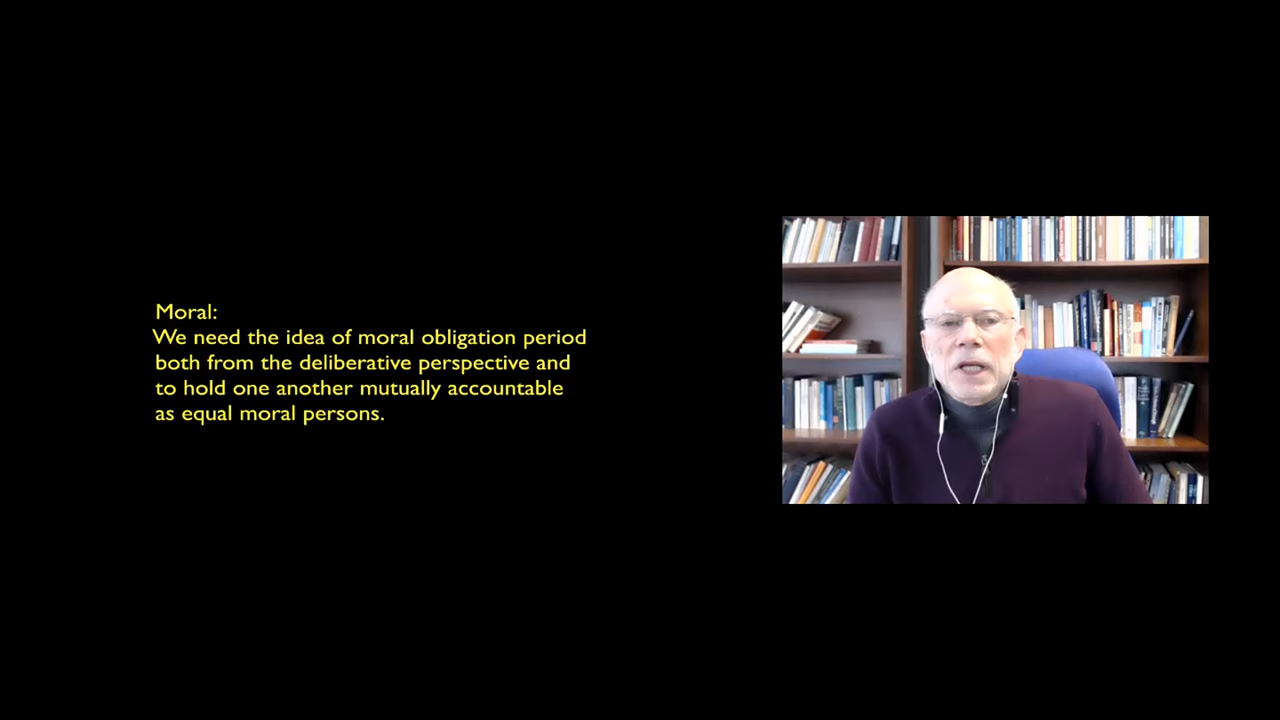 Moral:
We need the idea of moral obligation period
both from the deliberative perspective and
to hold one another mutually accountable
as equal moral persons.